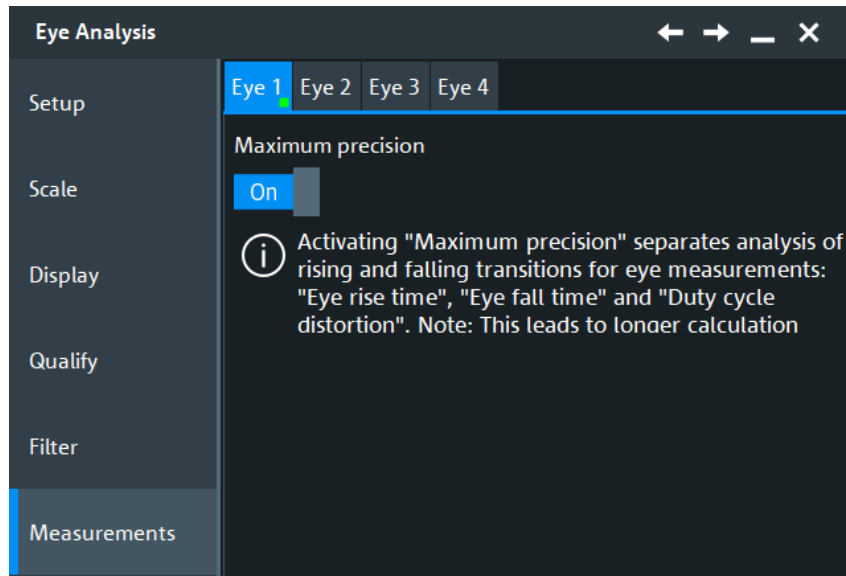 Eye Analysis
Setup
Scale
Display
Qualify
Filter
Measurements
Eye 1 Eye 2 Eye 3 Eye 4
Maximum precision
On
Activating "Maximum precision" separates analysis of
rising and falling transitions for eye measurements:
"Eye rise time", "Eye fall time" and "Duty cycle
distortion". Note: This leads to longer calculation